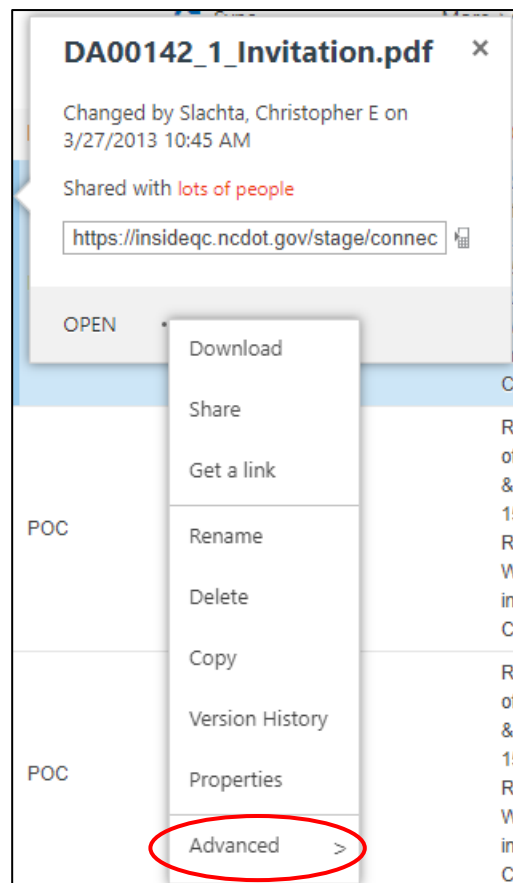 DA00142_1_Invitation.pdf ×
Changed by Slachta, Christopher E on
3/27/2013 10:45 AM
Shared with lots of people
https://insideqc.ncdot.gov/stage/connec
OPEN
Download
Share
Get a link
Rename
POC
Delete
Copy
Version History
Properties
POC
Advanced >